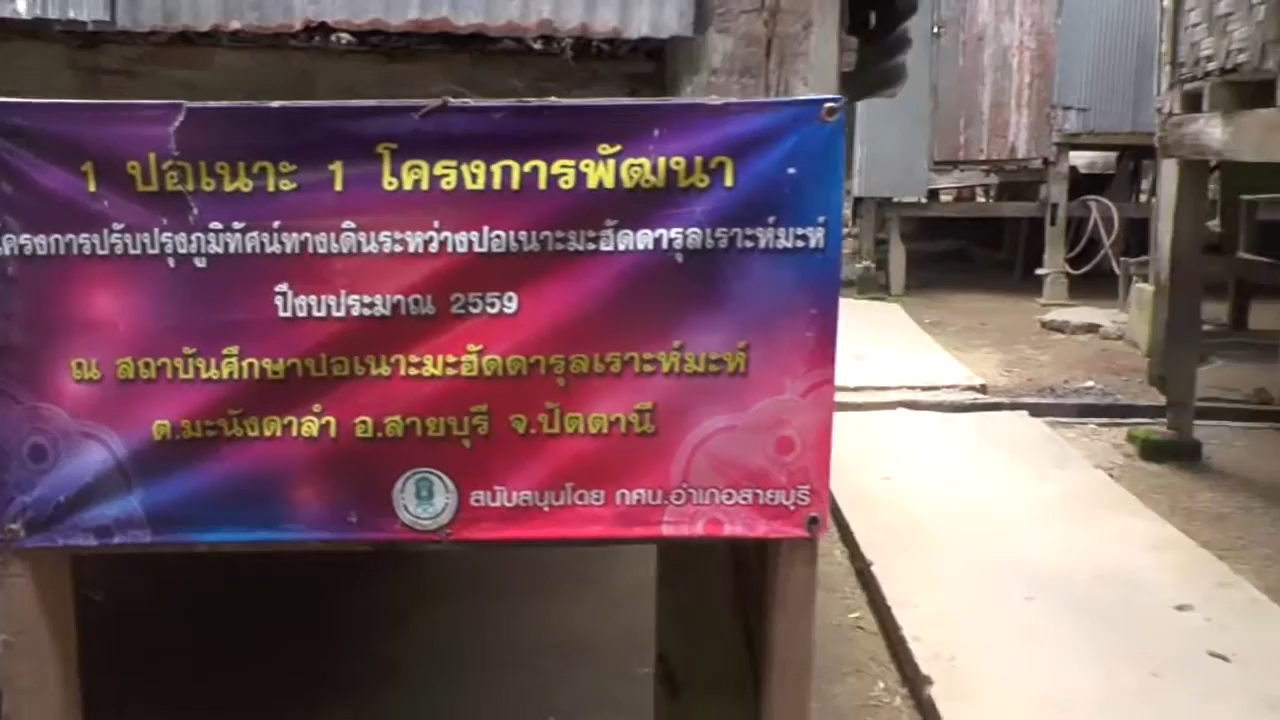 1 ปอเนาะ 1 โครงการพัฒนา
โครงการปรับปรุงภูมิทัศน์ทางเดินระหว่างปอเนาะมะฮัดดารุลเราะห์มะห์
ปีงบประมาณ 2559
ณ สถาบันศึกษาปอเนาะมะฮัดดารุลเราะห์มะห์
ต.มะนังดาลำ อ.สายบุรี จ.ปัตตานี
สนับสนุนโดย กศน.อำเภอสายบุรี